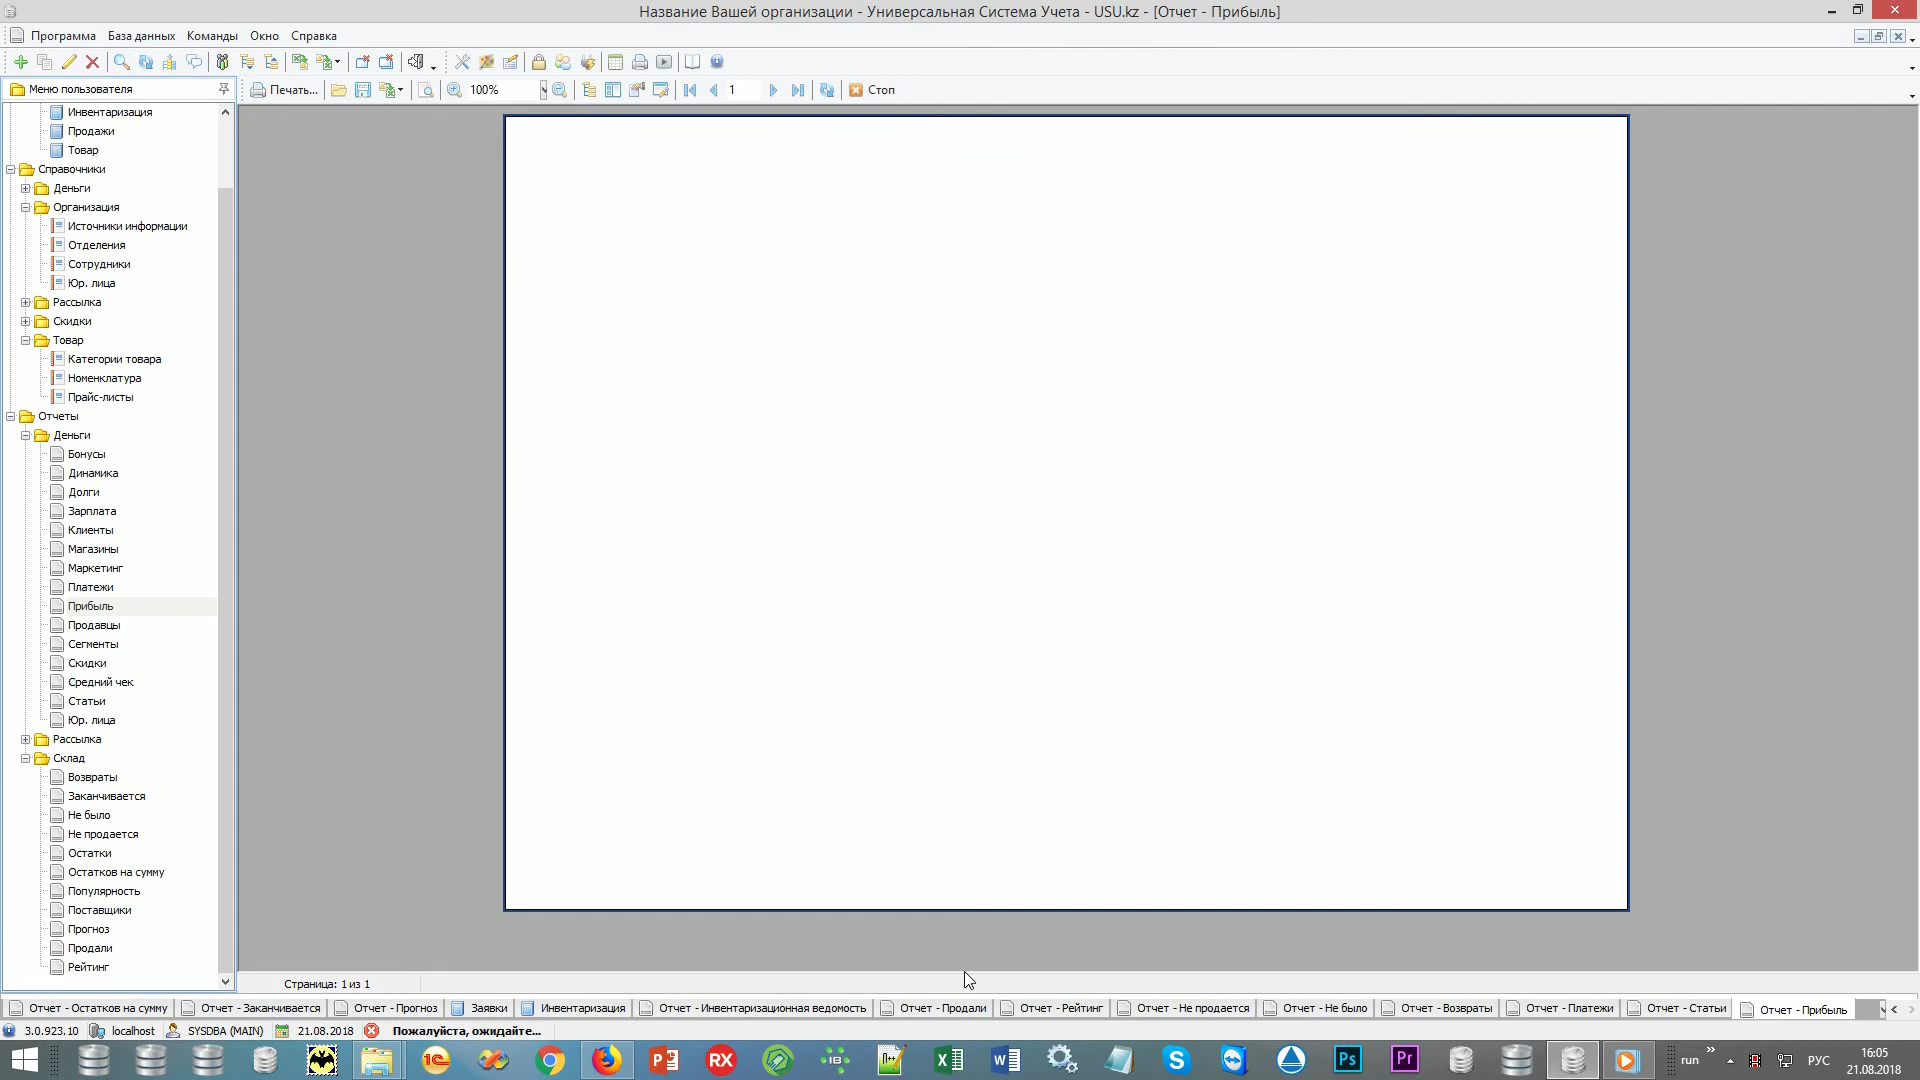 Название Вашей организации - Универсальная Система Учета - USU.kz - [Отчет - Прибыль]
Программа База данных Команды Окно Справка
Меню пользователя
Печать... 100% 1 Стоп
Инвентаризация
Продажи
Товар
Справочники
Деньги
Организация
Источники информации
Отделения
Сотрудники
Юр. лица
Рассылка
Скидки
Товар
Категории товара
Номенклатура
Прайс-листы
Отчеты
Деньги
Бонусы
Динамика
Долги
Зарплата
Клиенты
Магазины
Маркетинг
Платежи
Прибыль
Продавцы
Сегменты
Скидки
Средний чек
Статьи
Юр. лица
Рассылка
Склад
Возвраты
Заканчивается
Не было
Не продается
Остатки
Остатков на сумму
Популярность
Поставщики
Прогноз
Продали
Рейтинг
Страница: 1 из 1
Отчет - Остатков на сумму Отчет - Заканчивается Отчет - Прогноз Заявки Инвентаризация Отчет - Инвентаризационная ведомость Отчет - Продали Отчет - Рейтинг Отчет - Не продается Отчет - Не было Отчет - Возвраты Отчет - Платежи Отчет - Статьи Отчет - Прибыль
3.0.923.10 localhost SYSDBA (MAIN) 21.08.2018 Пожалуйста, ожидайте...
1С RX IB Ps Pr run РУС 16:05
21.08.2018